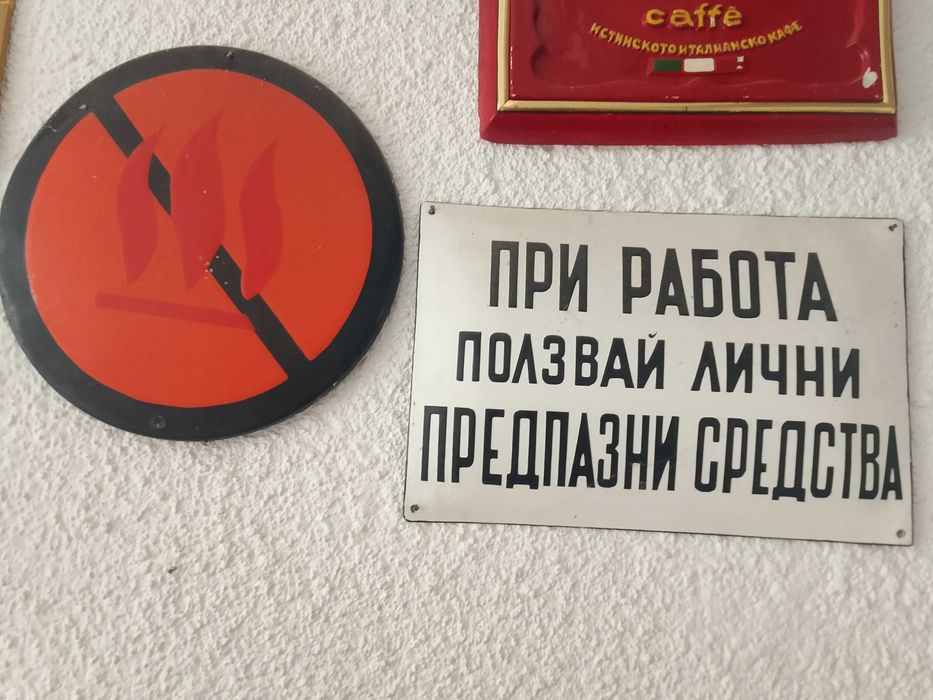 caffè
ИСТИНСКОТО ИТАЛИАНСКО КАФЕ
ПРИ РАБОТА
ПОЛЗВАЙ ЛИЧНИ
ПРЕДПАЗНИ СРЕДСТВА